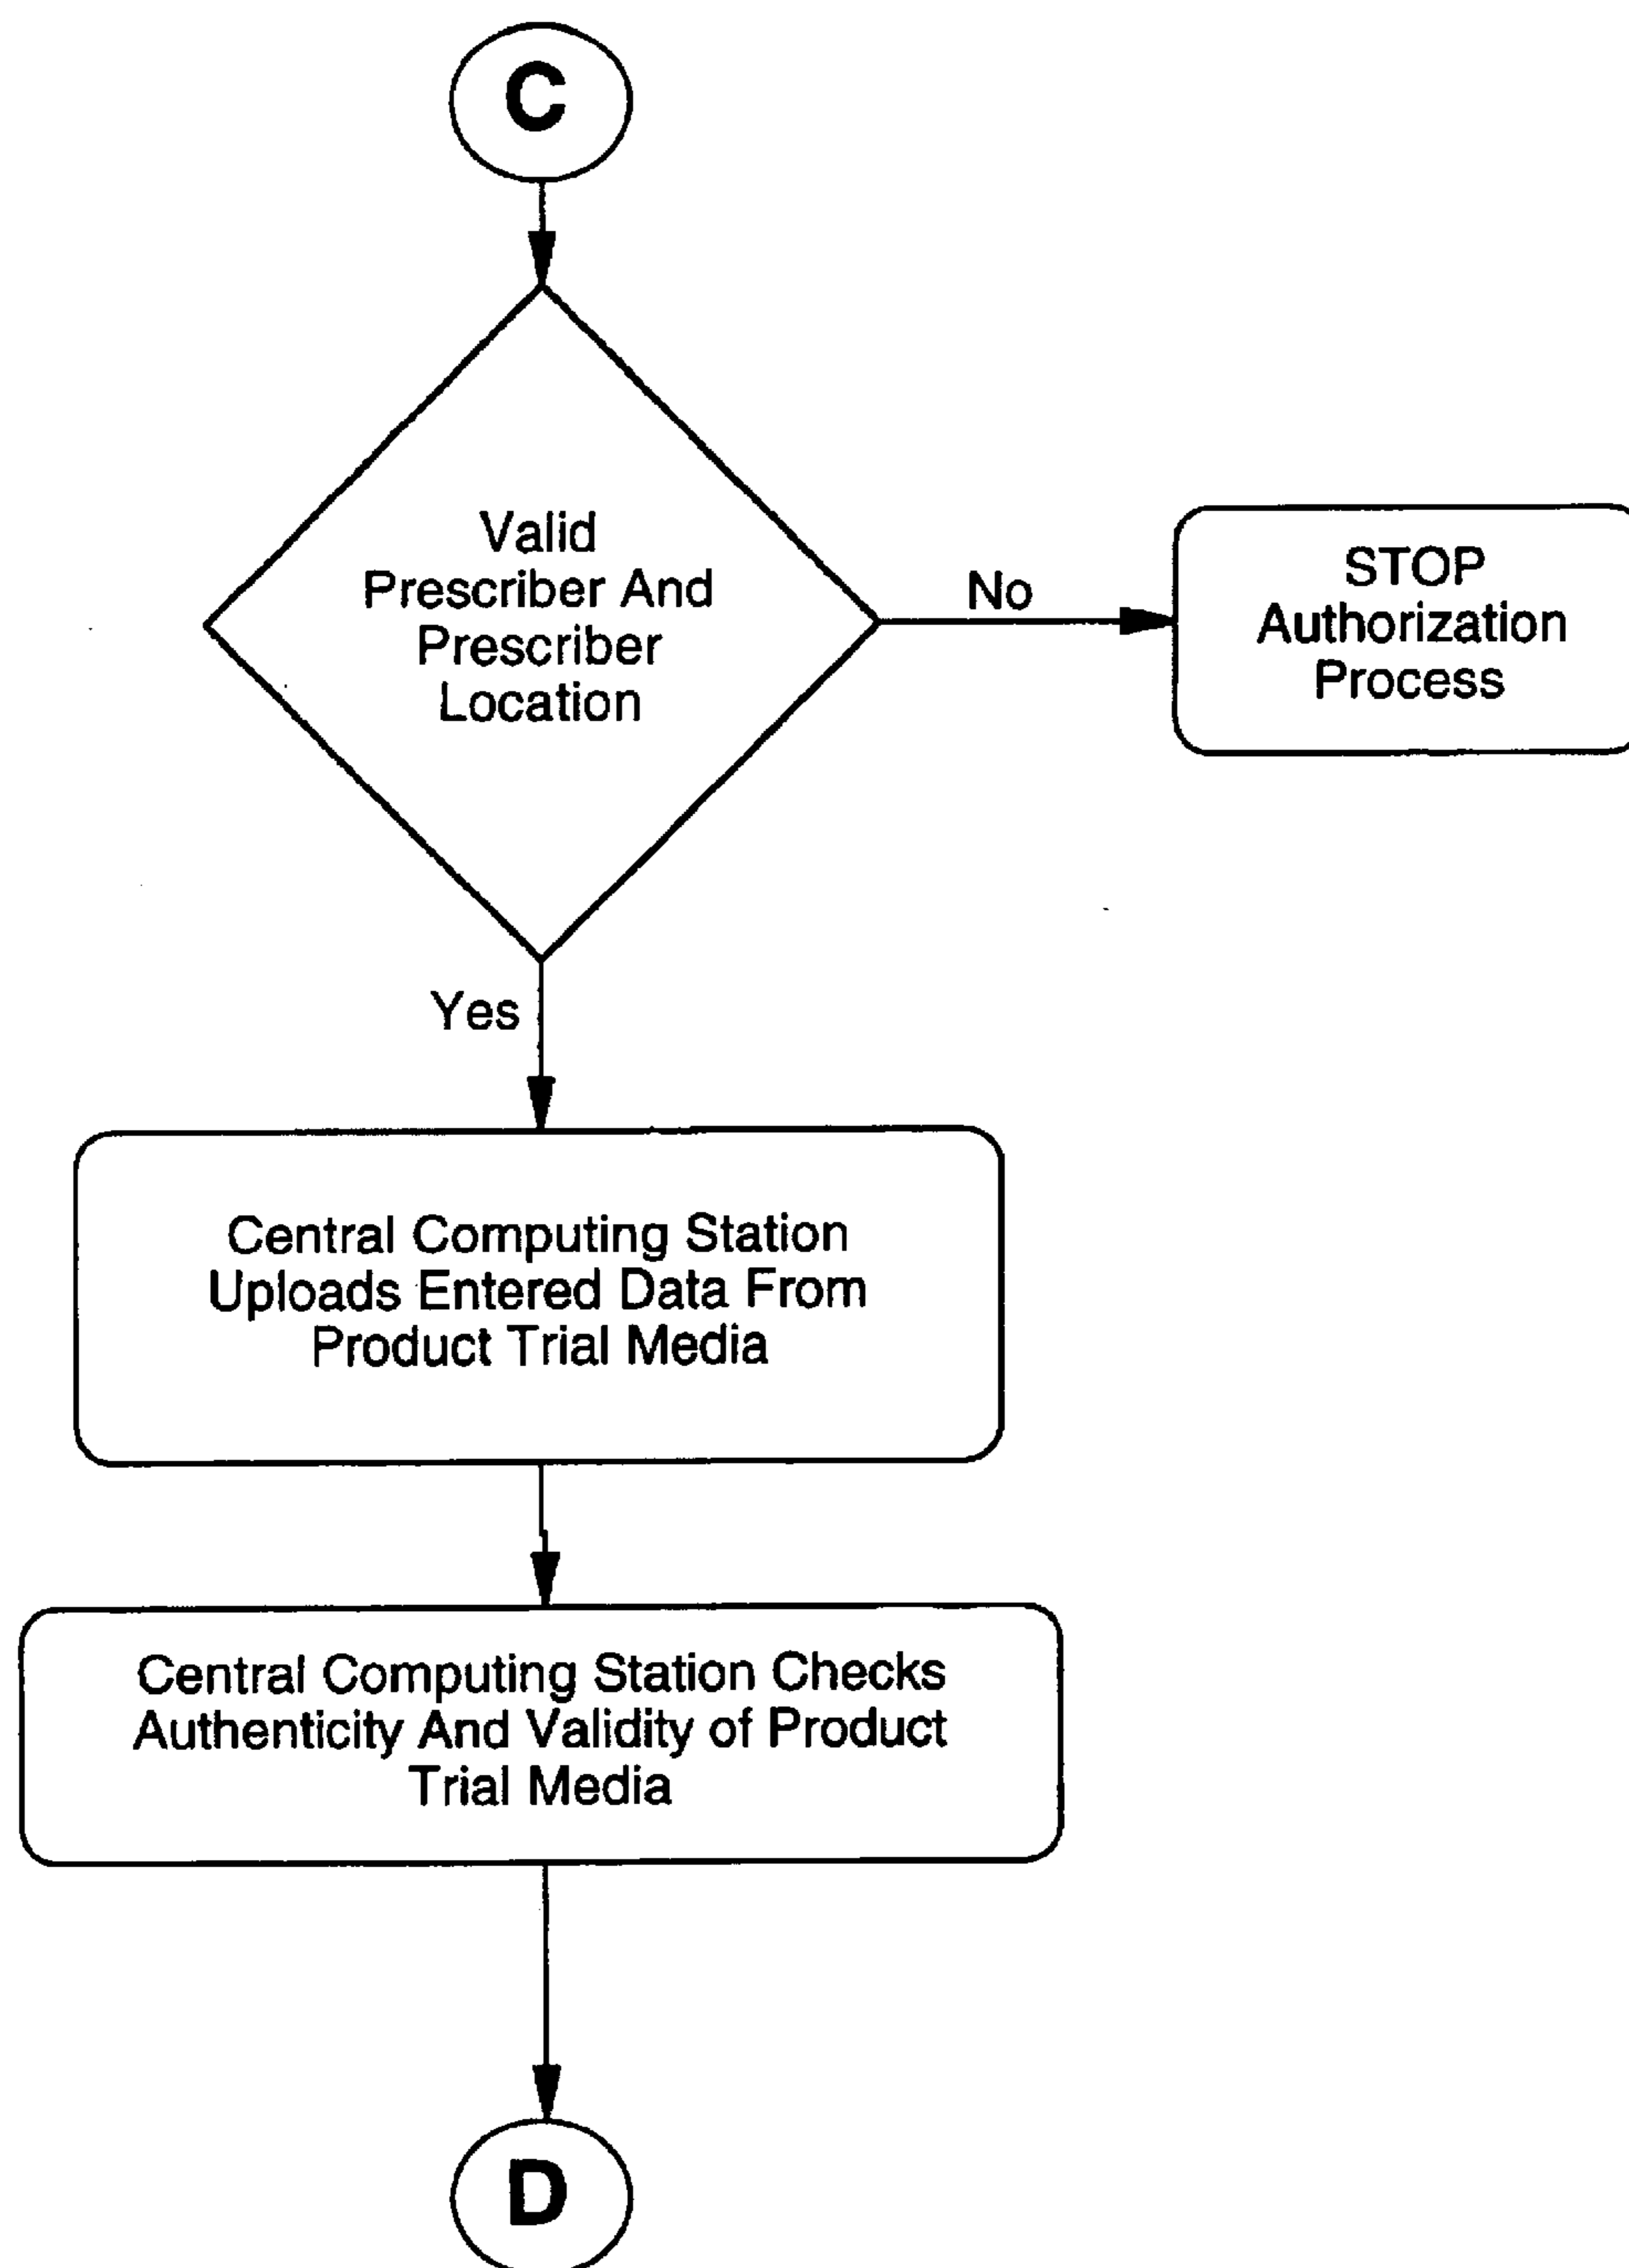 C
Valid
Prescriber And
Prescriber
Location
No
STOP
Authorization
Process
Yes
Central Computing Station
Uploads Entered Data From
Product Trial Media
Central Computing Station Checks
Authenticity And Validity of Product
Trial Media
D